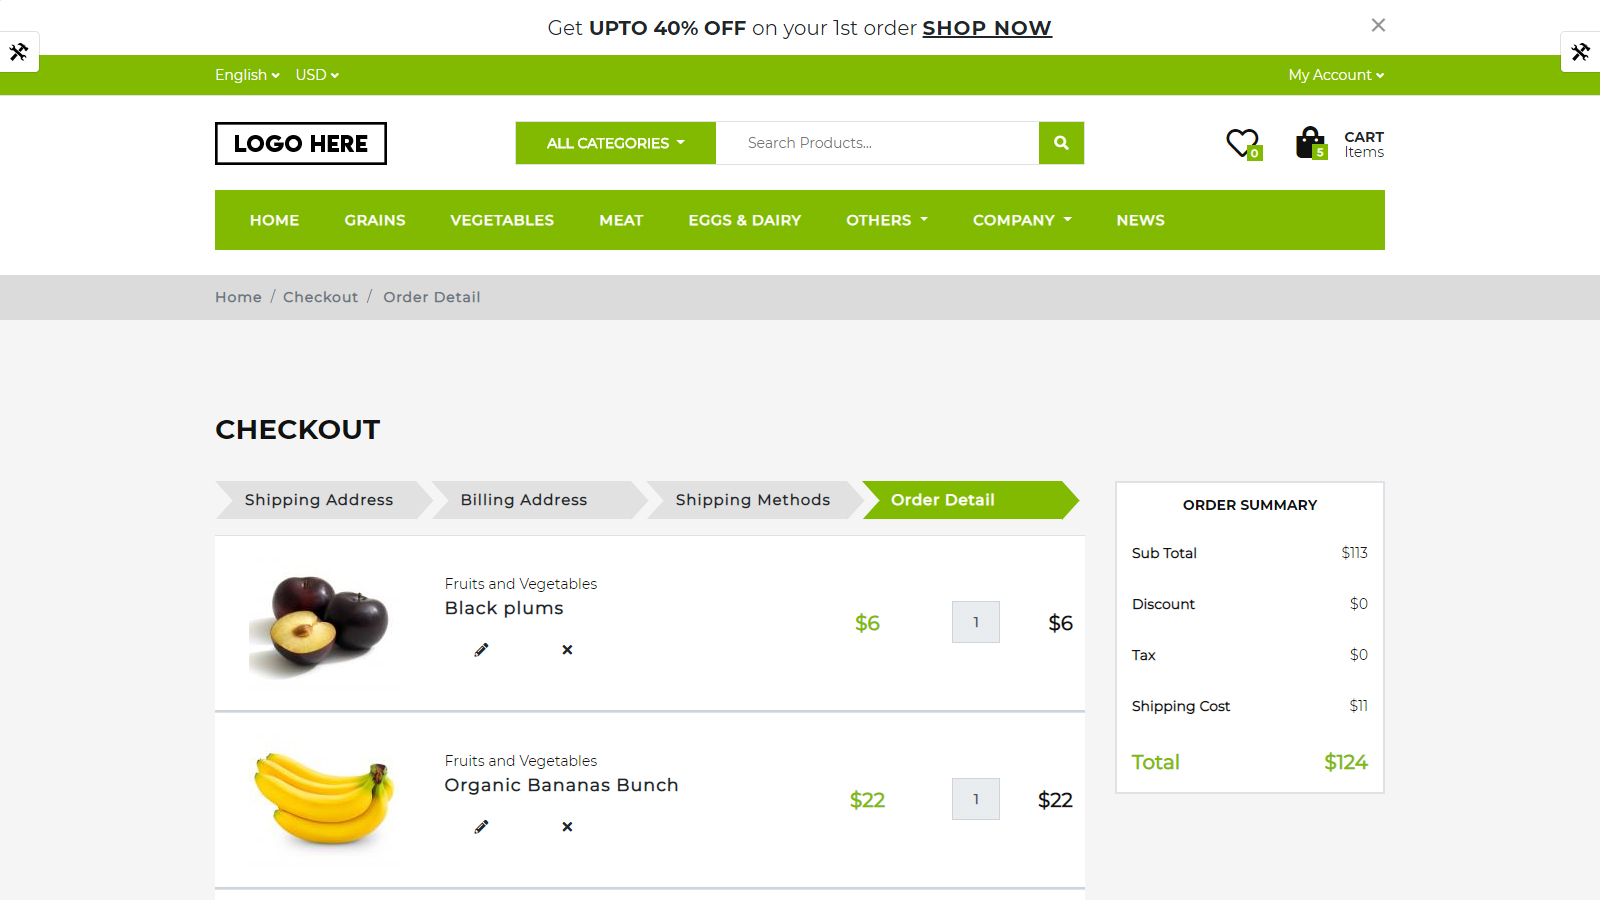 Get UPTO 40% OFF on your 1st order SHOP NOW
English USD My Account
LOGO HERE
ALL CATEGORIES
Search Products...
0
5
CART
Items
HOME GRAINS VEGETABLES MEAT EGGS & DAIRY OTHERS COMPANY NEWS
Home / Checkout / Order Detail
CHECKOUT
Shipping Address Billing Address Shipping Methods Order Detail
Fruits and Vegetables
Black plums
$6 1 $6
Fruits and Vegetables
Organic Bananas Bunch
$22 1 $22
ORDER SUMMARY
Sub Total $113
Discount $0
Tax $0
Shipping Cost $11
Total $124